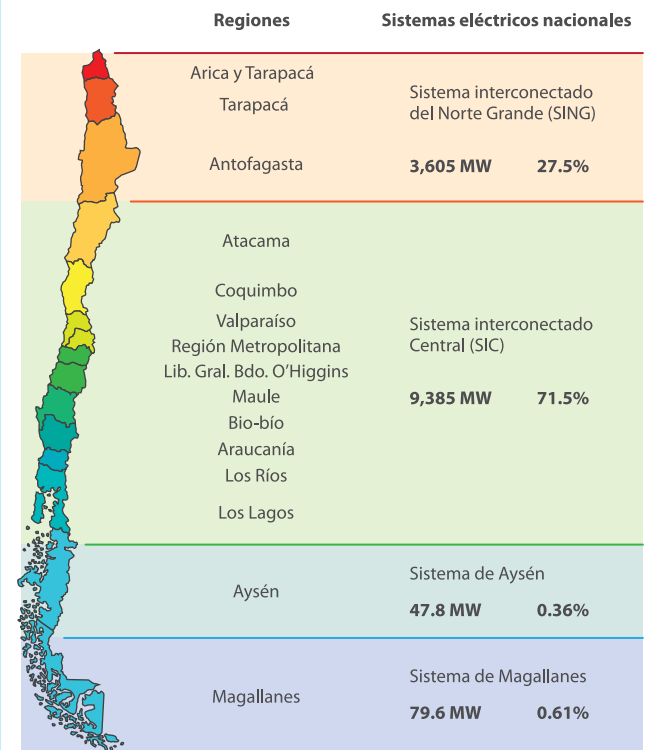 Regiones
Sistemas eléctricos nacionales
Arica y Tarapacá
Tarapacá
Antofagasta
Sistema interconectado
del Norte Grande (SING)
3,605 MW 27.5%
Atacama
Coquimbo
Valparaíso
Región Metropolitana
Lib. Gral. Bdo. O’Higgins
Maule
Bio-bío
Araucanía
Los Ríos
Los Lagos
Sistema interconectado
Central (SIC)
9,385 MW 71.5%
Aysén
Sistema de Aysén
47.8 MW 0.36%
Magallanes
Sistema de Magallanes
79.6 MW 0.61%